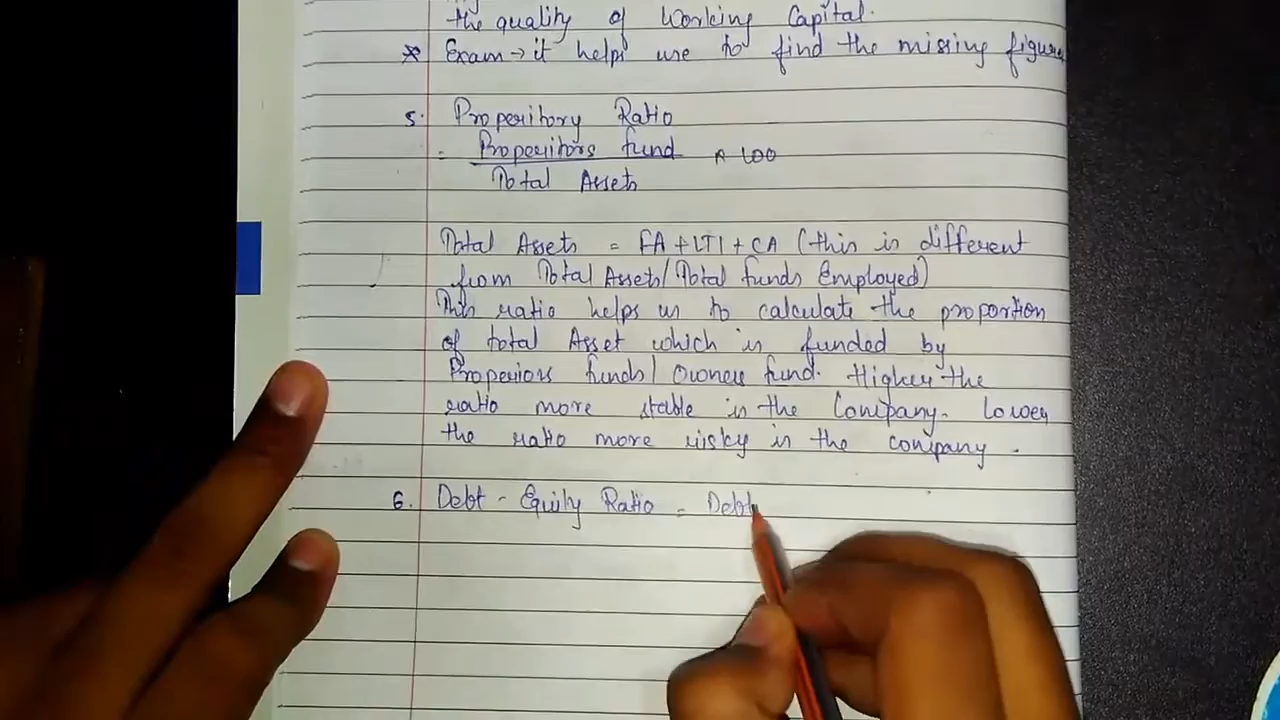 the quality of Working Capital.
* Exam → it helps use to find the missing figure
5. Properitory Ratio
= Properitors fund × 100
Total Assets
Total Assets = FA + LTI + CA (this is different
from Total Assets/Total funds Employed)
This ratio helps us to calculate the proportion
of total Asset which is funded by
Properiors funds/ Owners fund. Higher the
ratio more stable is the Company. Lower
the ratio more risky is the company.
6. Debt - Equity Ratio = Debt